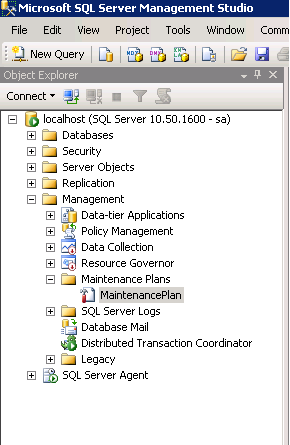 Microsoft SQL Server Management Studio
File Edit View Project Tools Window Comm
New Query
Object Explorer
Connect
localhost (SQL Server 10.50.1600 - sa)
Databases
Security
Server Objects
Replication
Management
Data-tier Applications
Policy Management
Data Collection
Resource Governor
Maintenance Plans
MaintenancePlan
SQL Server Logs
Database Mail
Distributed Transaction Coordinator
Legacy
SQL Server Agent